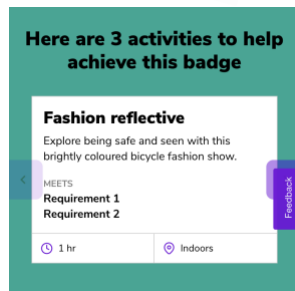 Here are 3 activities to help
achieve this badge
Fashion reflective
Explore being safe and seen with this
brightly coloured bicycle fashion show.
MEETS
Requirement 1
Requirement 2
1 hr
Indoors
Feedback